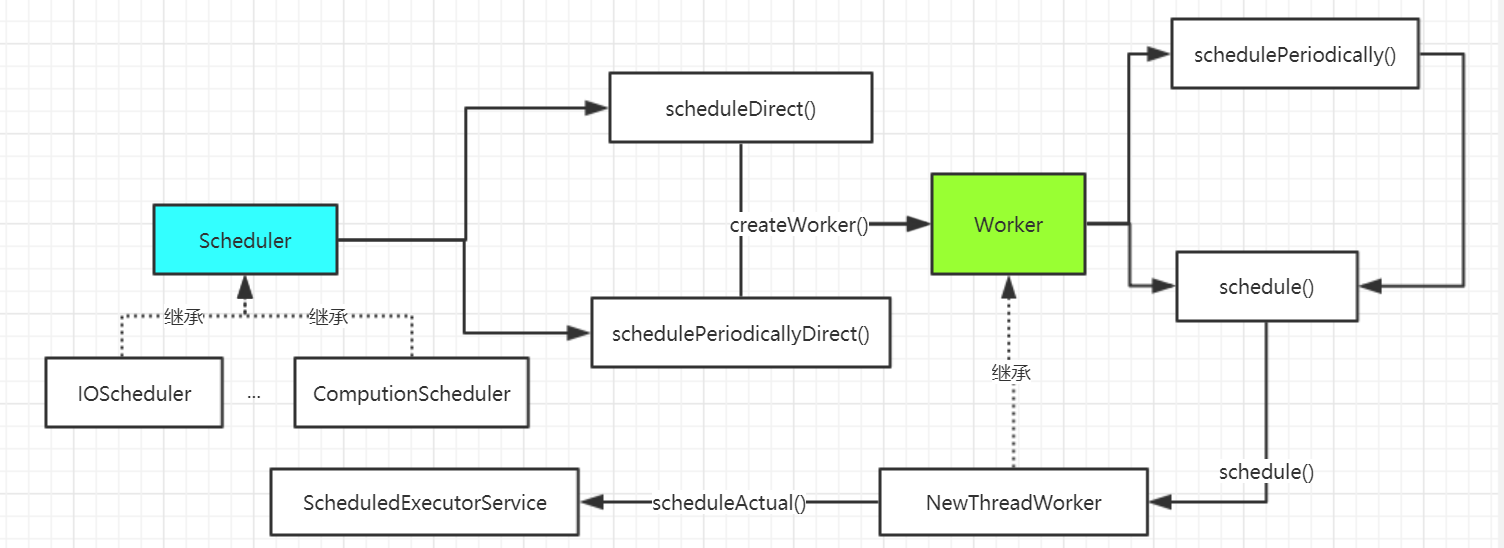 schedulePeriodically()
scheduleDirect()
createWorker()
Worker
Scheduler
schedule()
继承
继承
schedulePeriodicallyDirect()
继承
IOScheduler
...
ComputionScheduler
schedule()
ScheduledExecutorService
scheduleActual()
NewThreadWorker